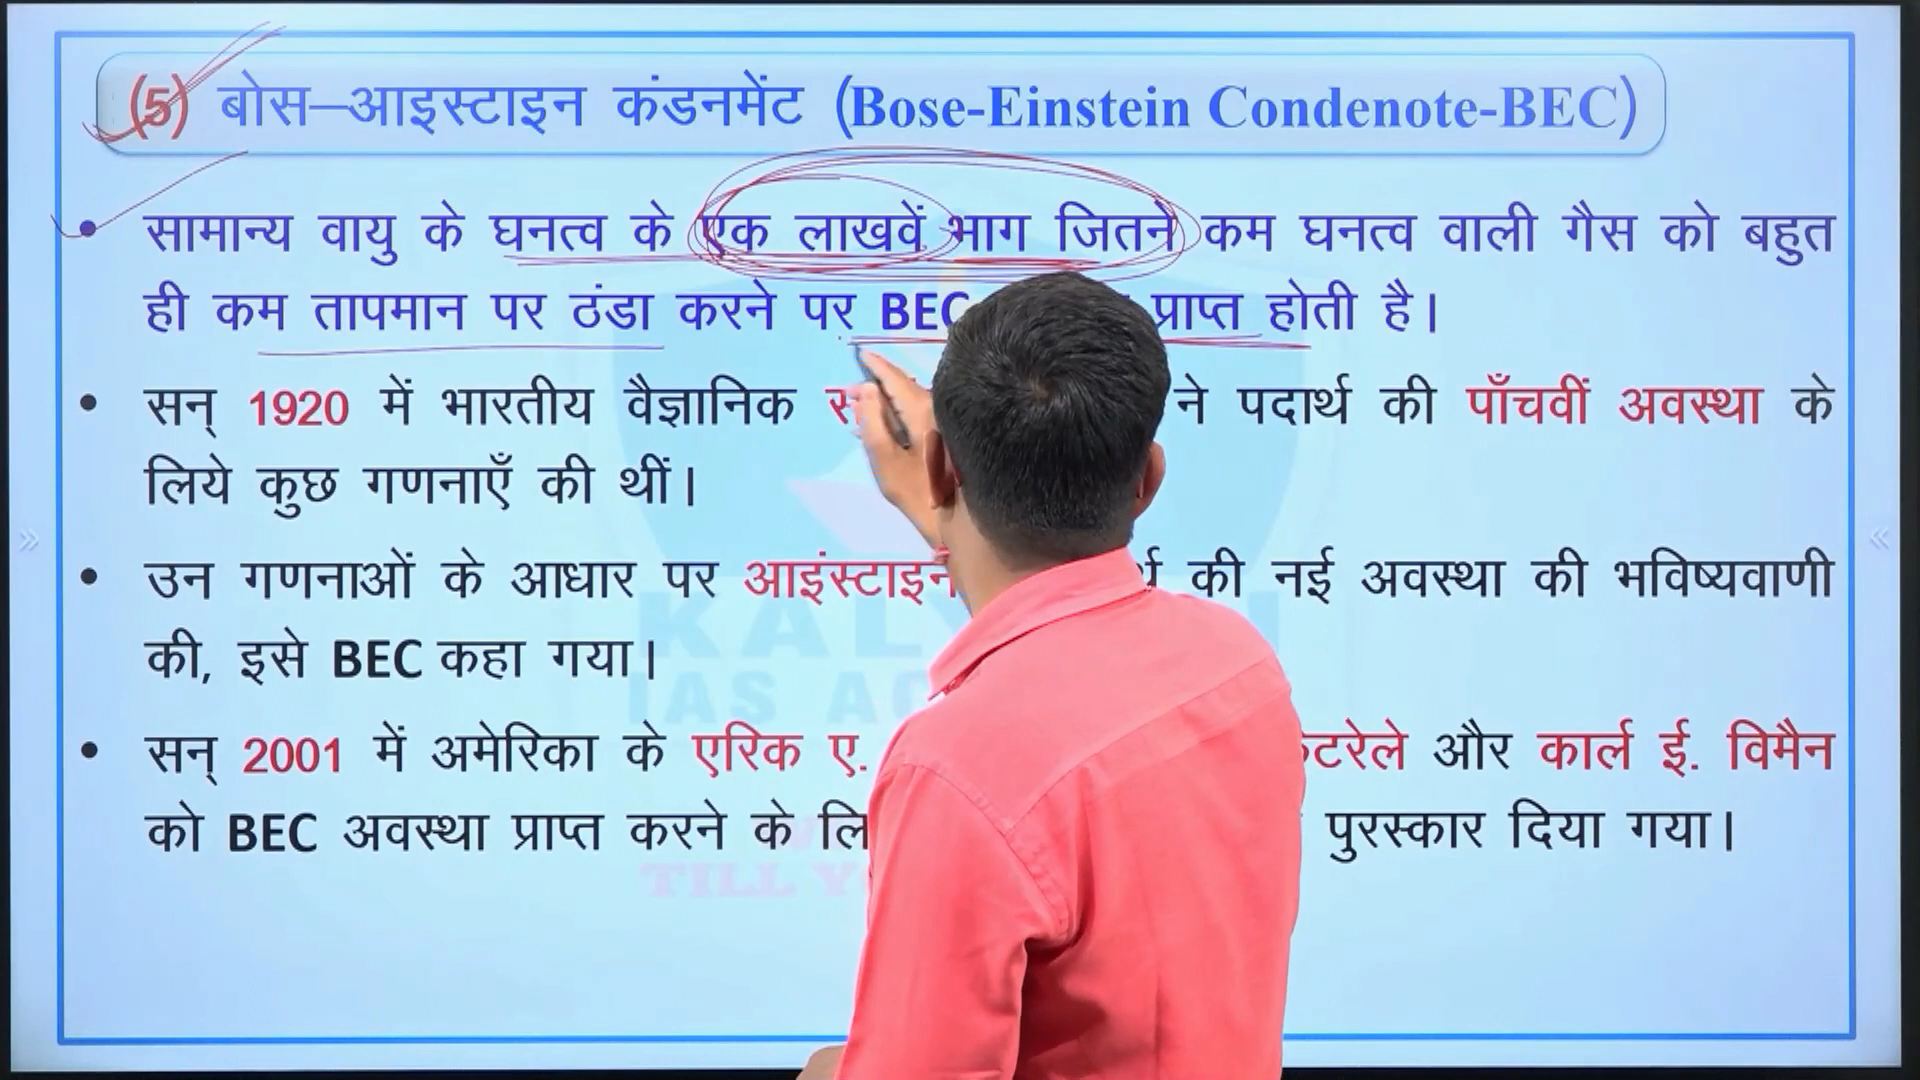 (5) बोस–आइस्टाइन कंडनमेंट (Bose-Einstein Condenote-BEC)
• सामान्य वायु के घनत्व के एक लाखवें भाग जितने कम घनत्व वाली गैस को बहुत
ही कम तापमान पर ठंडा करने पर BEC प्राप्त होती है।
• सन् 1920 में भारतीय वैज्ञानिक ने पदार्थ की पाँचवीं अवस्था के
लिये कुछ गणनाएँ की थीं।
• उन गणनाओं के आधार पर आइंस्टाइन की नई अवस्था की भविष्यवाणी
की, इसे BEC कहा गया।
• सन् 2001 में अमेरिका के एरिक ए. और कार्ल ई. विमैन
को BEC अवस्था प्राप्त करने के पुरस्कार दिया गया।